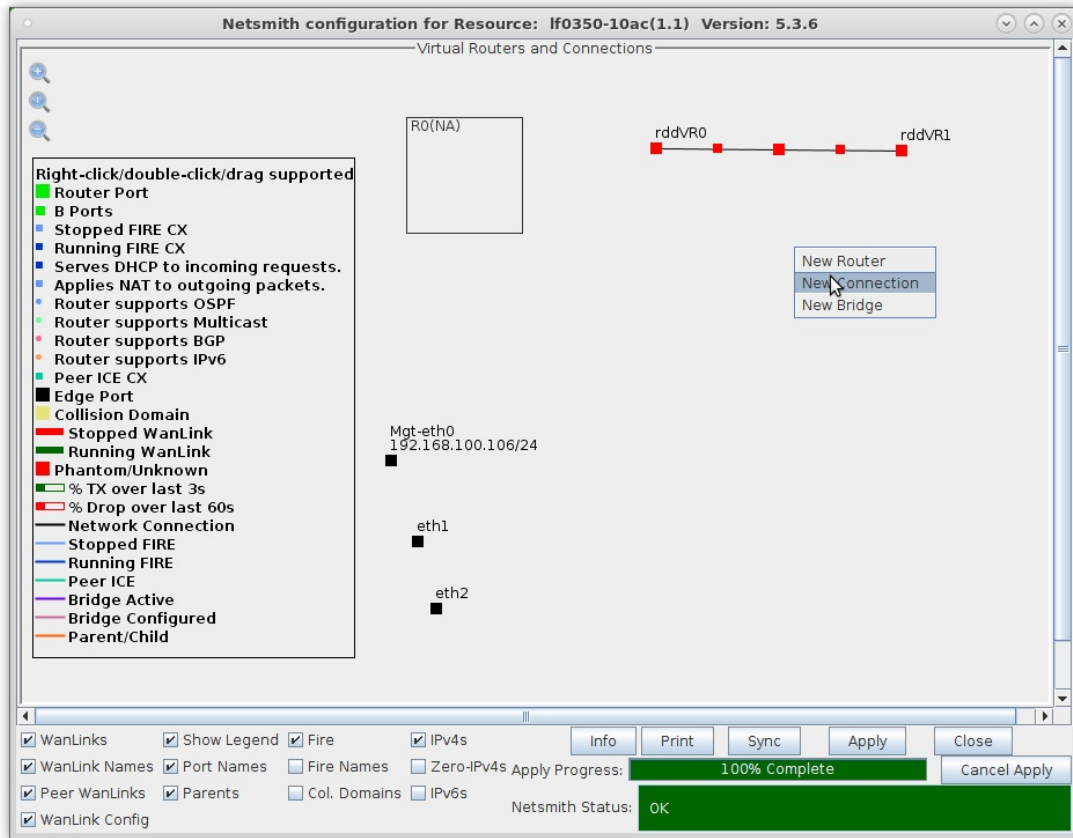 Netsmith configuration for Resource:  lf0350-10ac(1.1)  Version: 5.3.6
Virtual Routers and Connections
R0(NA)
rddVR0
rddVR1
Right-click/double-click/drag supported
Router Port
B Ports
Stopped FIRE CX
Running FIRE CX
Serves DHCP to incoming requests.
Applies NAT to outgoing packets.
Router supports OSPF
Router supports Multicast
Router supports BGP
Router supports IPv6
Peer ICE CX
Edge Port
Collision Domain
Stopped WanLink
Running WanLink
Phantom/Unknown
% TX over last 3s
% Drop over last 60s
Network Connection
Stopped FIRE
Running FIRE
Peer ICE
Bridge Active
Bridge Configured
Parent/Child
New Router
New Connection
New Bridge
Mgt-eth0
192.168.100.106/24
eth1
eth2
WanLinks Show Legend Fire IPv4s Info Print Sync Apply Close
WanLink Names Port Names Fire Names Zero-IPv4s Apply Progress: 100% Complete Cancel Apply
Peer WanLinks Parents Col. Domains IPv6s Netsmith Status: OK
WanLink Config